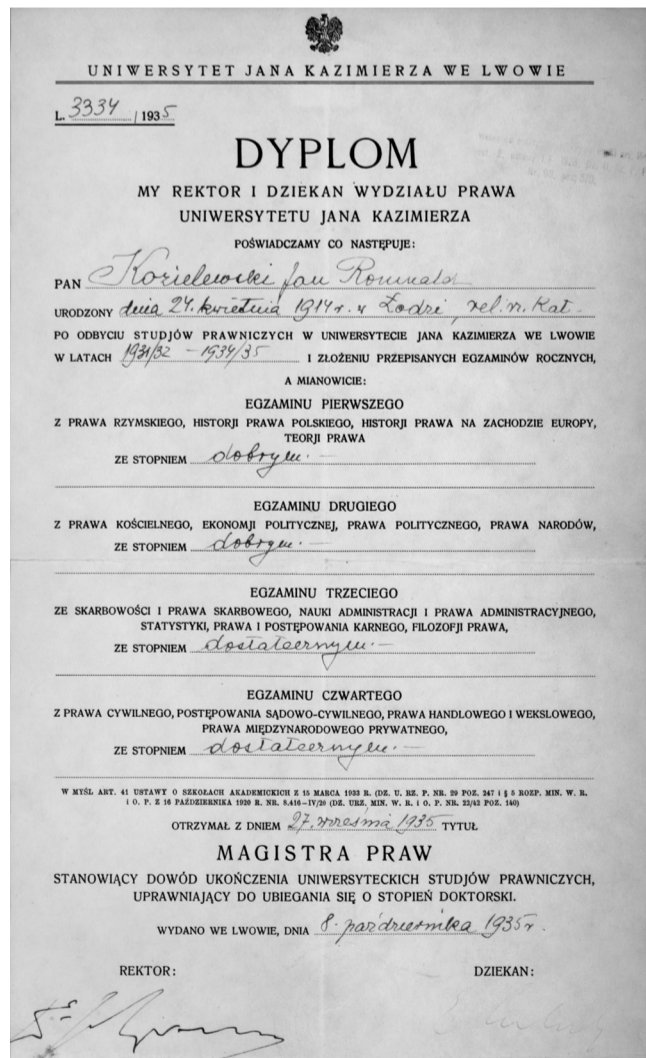 UNIWERSYTET JANA KAZIMIERZA WE LWOWIE
L. 3334 / 1935
DYPLOM
MY REKTOR I DZIEKAN WYDZIAŁU PRAWA
UNIWERSYTETU JANA KAZIMIERZA
POŚWIADCZAMY CO NASTĘPUJE:
PAN Kozielewski Jan Romuald
URODZONY dnia 24. kwietnia 1914 r. w Łodzi, rel. rz. kat.
PO ODBYCIU STUDJÓW PRAWNICZYCH W UNIWERSYTECIE JANA KAZIMIERZA WE LWOWIE
W LATACH 1931/32 - 1934/35 I ZŁOŻENIU PRZEPISANYCH EGZAMINÓW ROCZNYCH,
A MIANOWICIE:
EGZAMINU PIERWSZEGO
Z PRAWA RZYMSKIEGO, HISTORJI PRAWA POLSKIEGO, HISTORJI PRAWA NA ZACHODZIE EUROPY,
TEORJI PRAWA
ZE STOPNIEM dobrym. -
EGZAMINU DRUGIEGO
Z PRAWA KOŚCIELNEGO, EKONOMJI POLITYCZNEJ, PRAWA POLITYCZNEGO, PRAWA NARODÓW,
ZE STOPNIEM dobrym. -
EGZAMINU TRZECIEGO
ZE SKARBOWOŚCI I PRAWA SKARBOWEGO, NAUKI ADMINISTRACJI I PRAWA ADMINISTRACYJNEGO,
STATYSTYKI, PRAWA I POSTĘPOWANIA KARNEGO, FILOZOFJI PRAWA,
ZE STOPNIEM dostatecznym. -
EGZAMINU CZWARTEGO
Z PRAWA CYWILNEGO, POSTĘPOWANIA SĄDOWO-CYWILNEGO, PRAWA HANDLOWEGO I WEKSLOWEGO,
PRAWA MIĘDZYNARODOWEGO PRYWATNEGO,
ZE STOPNIEM dostatecznym. -
W MYŚL ART. 41 USTAWY O SZKOŁACH AKADEMICKICH Z 15 MARCA 1933 R. (DZ. U. RZ. P. NR. 29 POZ. 247 I § 5 ROZP. MIN. W. R.
I O. P. Z 16 PAŹDZIERNIKA 1920 R. NR. 8.416-IV/20 (DZ. URZ. MIN. W. R. I O. P. NR. 22/42 POZ. 140)
OTRZYMAŁ Z DNIEM 27. września 1935 TYTUŁ
MAGISTRA PRAW
STANOWIĄCY DOWÓD UKOŃCZENIA UNIWERSYTECKICH STUDJÓW PRAWNICZYCH,
UPRAWNIAJĄCY DO UBIEGANIA SIĘ O STOPIEŃ DOKTORSKI.
WYDANO WE LWOWIE, DNIA 8. października 1935 r.
REKTOR: DZIEKAN: